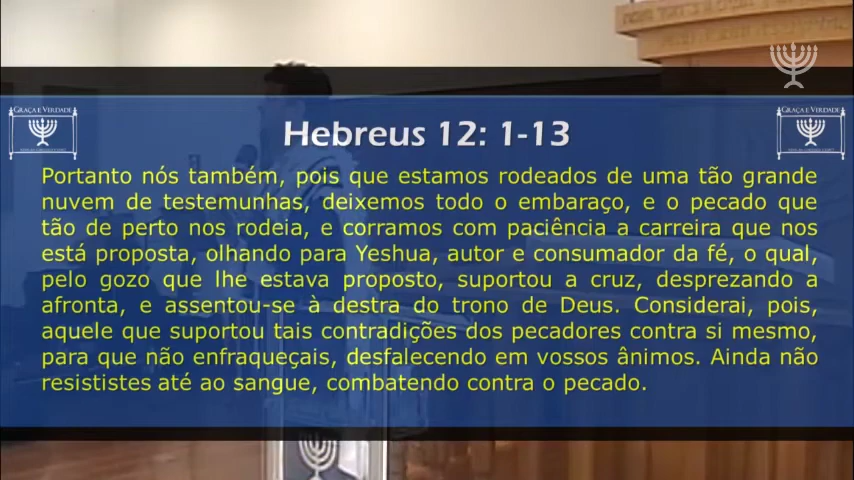 GRAÇA E VERDADE
GRAÇA E VERDADE
Hebreus 12: 1-13
Portanto nós também, pois que estamos rodeados de uma tão grande
nuvem de testemunhas, deixemos todo o embaraço, e o pecado que
tão de perto nos rodeia, e corramos com paciência a carreira que nos
está proposta, olhando para Yeshua, autor e consumador da fé, o qual,
pelo gozo que lhe estava proposto, suportou a cruz, desprezando a
afronta, e assentou-se à destra do trono de Deus. Considerai, pois,
aquele que suportou tais contradições dos pecadores contra si mesmo,
para que não enfraqueçais, desfalecendo em vossos ânimos. Ainda não
resististes até ao sangue, combatendo contra o pecado.